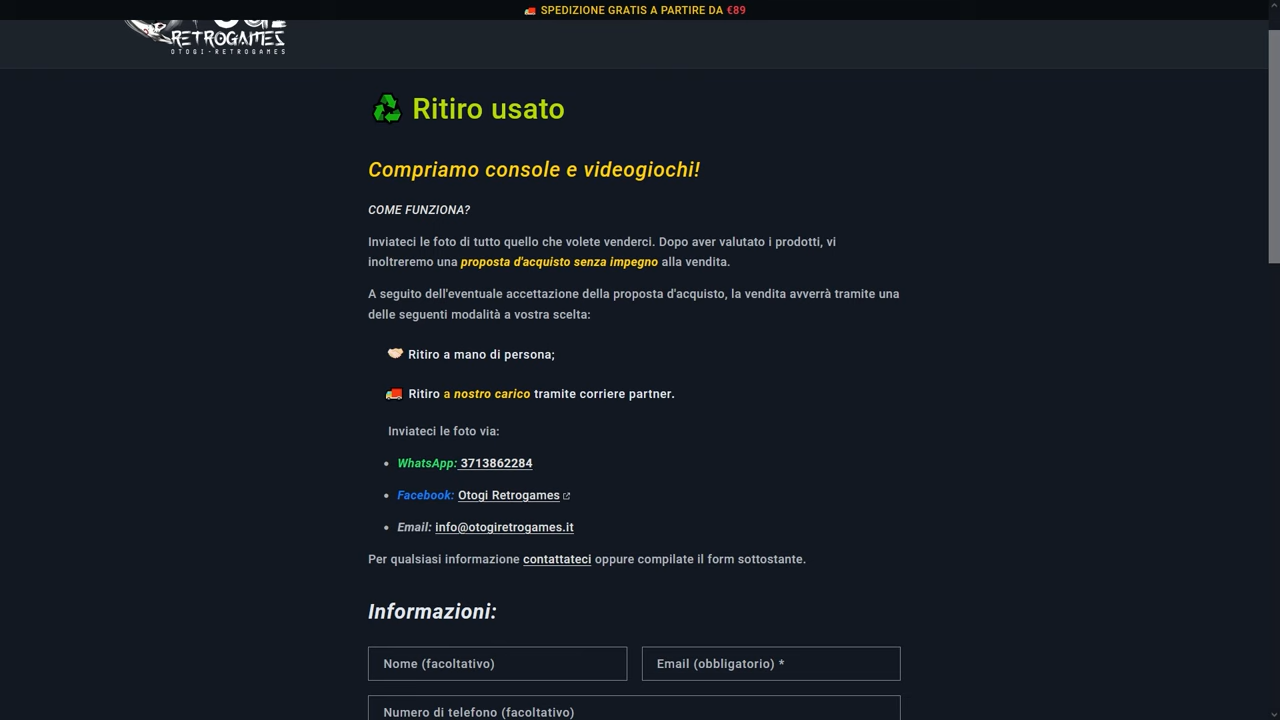 🚚 SPEDIZIONE GRATIS A PARTIRE DA €89
RETROGAMES
OTOGI-RETROGAMES
♻ Ritiro usato
Compriamo console e videogiochi!
COME FUNZIONA?
Inviateci le foto di tutto quello che volete venderci. Dopo aver valutato i prodotti, vi
inoltreremo una proposta d'acquisto senza impegno alla vendita.
A seguito dell'eventuale accettazione della proposta d'acquisto, la vendita avverrà tramite una
delle seguenti modalità a vostra scelta:
🤝 Ritiro a mano di persona;
🚚 Ritiro a nostro carico tramite corriere partner.
Inviateci le foto via:
• WhatsApp: 3713862284
• Facebook: Otogi Retrogames
• Email: info@otogiretrogames.it
Per qualsiasi informazione contattateci oppure compilate il form sottostante.
Informazioni:
Nome (facoltativo)
Email (obbligatorio) *
Numero di telefono (facoltativo)